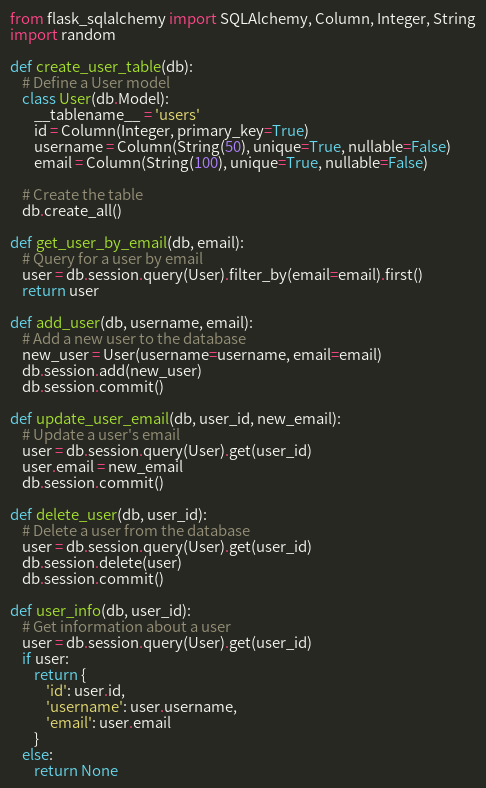 from flask_sqlalchemy import SQLAlchemy, Column, Integer, String
import random

def create_user_table(db):
    # Define a User model
    class User(db.Model):
        __tablename__ = 'users'
        id = Column(Integer, primary_key=True)
        username = Column(String(50), unique=True, nullable=False)
        email = Column(String(100), unique=True, nullable=False)

    # Create the table
    db.create_all()

def get_user_by_email(db, email):
    # Query for a user by email
    user = db.session.query(User).filter_by(email=email).first()
    return user

def add_user(db, username, email):
    # Add a new user to the database
    new_user = User(username=username, email=email)
    db.session.add(new_user)
    db.session.commit()

def update_user_email(db, user_id, new_email):
    # Update a user's email
    user = db.session.query(User).get(user_id)
    user.email = new_email
    db.session.commit()

def delete_user(db, user_id):
    # Delete a user from the database
    user = db.session.query(User).get(user_id)
    db.session.delete(user)
    db.session.commit()

def user_info(db, user_id):
    # Get information about a user
    user = db.session.query(User).get(user_id)
    if user:
        return {
            'id': user.id,
            'username': user.username,
            'email': user.email
        }
    else:
        return None